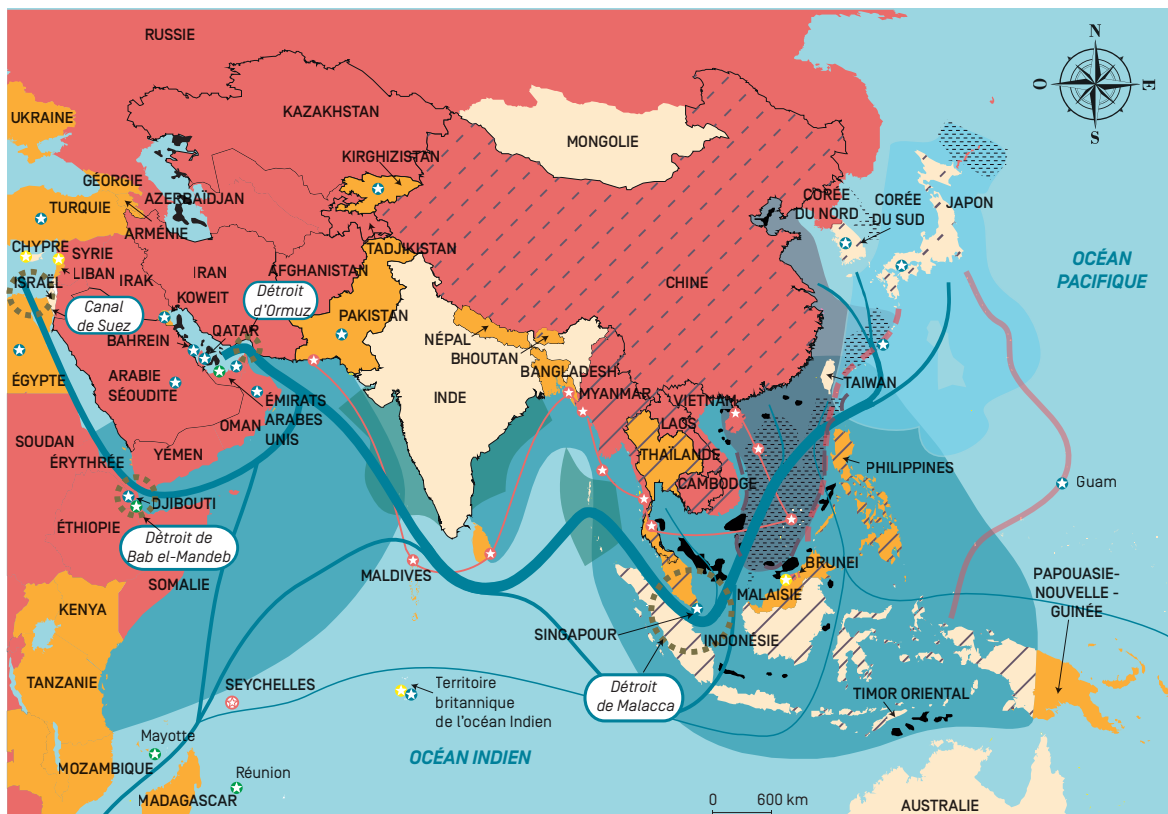 RUSSIE
N
O
E
S
KAZAKHSTAN
UKRAINE
MONGOLIE
KIRGHIZISTAN
GÉORGIE
AZERBAÏDJAN
TURQUIE
ARMÉNIE
CORÉE
DU NORD
CORÉE
DU SUD
JAPON
CHYPRE
SYRIE
LIBAN
TADJIKISTAN
ISRAËL
IRAK
IRAN
AFGHANISTAN
CHINE
OCÉAN
PACIFIQUE
Canal
de Suez
KOWEIT
Détroit
d'Ormuz
PAKISTAN
QATAR
BAHREIN
NÉPAL
BHOUTAN
ÉGYPTE
ARABIE
SÉOUDITE
BANGLADESH
TAIWAN
INDE
MYANMAR
VIETNAM
ÉMIRATS
ARABES
UNIS
OMAN
LAOS
SOUDAN
YÉMEN
THAÏLANDE
ÉRYTHRÉE
PHILIPPINES
CAMBODGE
Guam
DJIBOUTI
ÉTHIOPIE
Détroit de
Bab el-Mandeb
MALDIVES
BRUNEI
SOMALIE
MALAISIE
PAPOUASIE-
NOUVELLE -
GUINÉE
KENYA
SINGAPOUR
INDONÉSIE
TANZANIE
SEYCHELLES
Territoire
britannique
de l'océan Indien
Détroit
de Malacca
TIMOR ORIENTAL
Mayotte
OCÉAN INDIEN
MOZAMBIQUE
Réunion
MADAGASCAR
0 600 km
AUSTRALIE